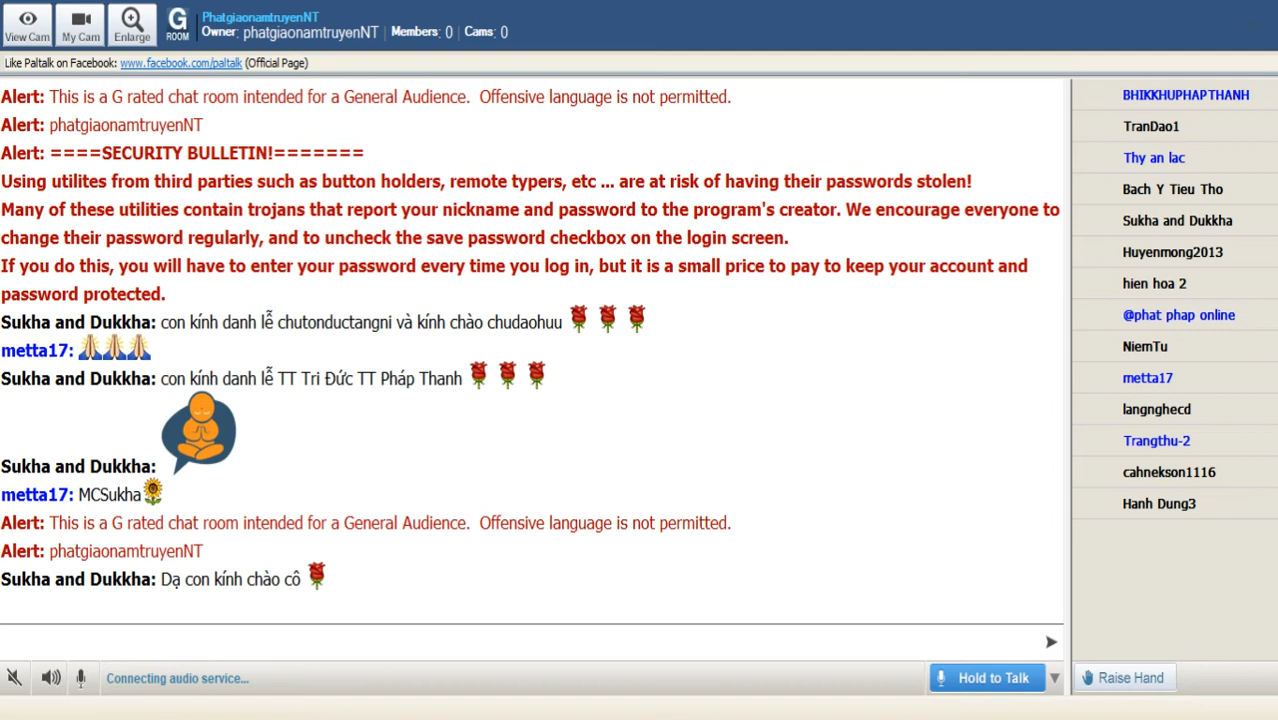 View Cam
My Cam
Enlarge
G
ROOM
PhatgiaonamtruyenNT
Owner: phatgiaonamtruyenNT | Members: 0 | Cams: 0
Like Paltalk on Facebook: www.facebook.com/paltalk (Official Page)
Alert: This is a G rated chat room intended for a General Audience.  Offensive language is not permitted.
Alert: phatgiaonamtruyenNT
Alert: ====SECURITY BULLETIN!=======
Using utilites from third parties such as button holders, remote typers, etc ... are at risk of having their passwords stolen!
Many of these utilities contain trojans that report your nickname and password to the program's creator. We encourage everyone to
change their password regularly, and to uncheck the save password checkbox on the login screen.
If you do this, you will have to enter your password every time you log in, but it is a small price to pay to keep your account and
password protected.
Sukha and Dukkha: con kính danh lễ chutonductangni và kính chào chudaohuu
metta17:
Sukha and Dukkha: con kính danh lễ TT Tri Đức TT Pháp Thanh
Sukha and Dukkha:
metta17: MCSukha
Alert: This is a G rated chat room intended for a General Audience.  Offensive language is not permitted.
Alert: phatgiaonamtruyenNT
Sukha and Dukkha: Dạ con kính chào cô
Connecting audio service...
Hold to Talk
BHIKKHUPHAPTHANH
TranDao1
Thy an lac
Bach Y Tieu Tho
Sukha and Dukkha
Huyenmong2013
hien hoa 2
@phat phap online
NiemTu
metta17
langnghecd
Trangthu-2
cahnekson1116
Hanh Dung3
Raise Hand